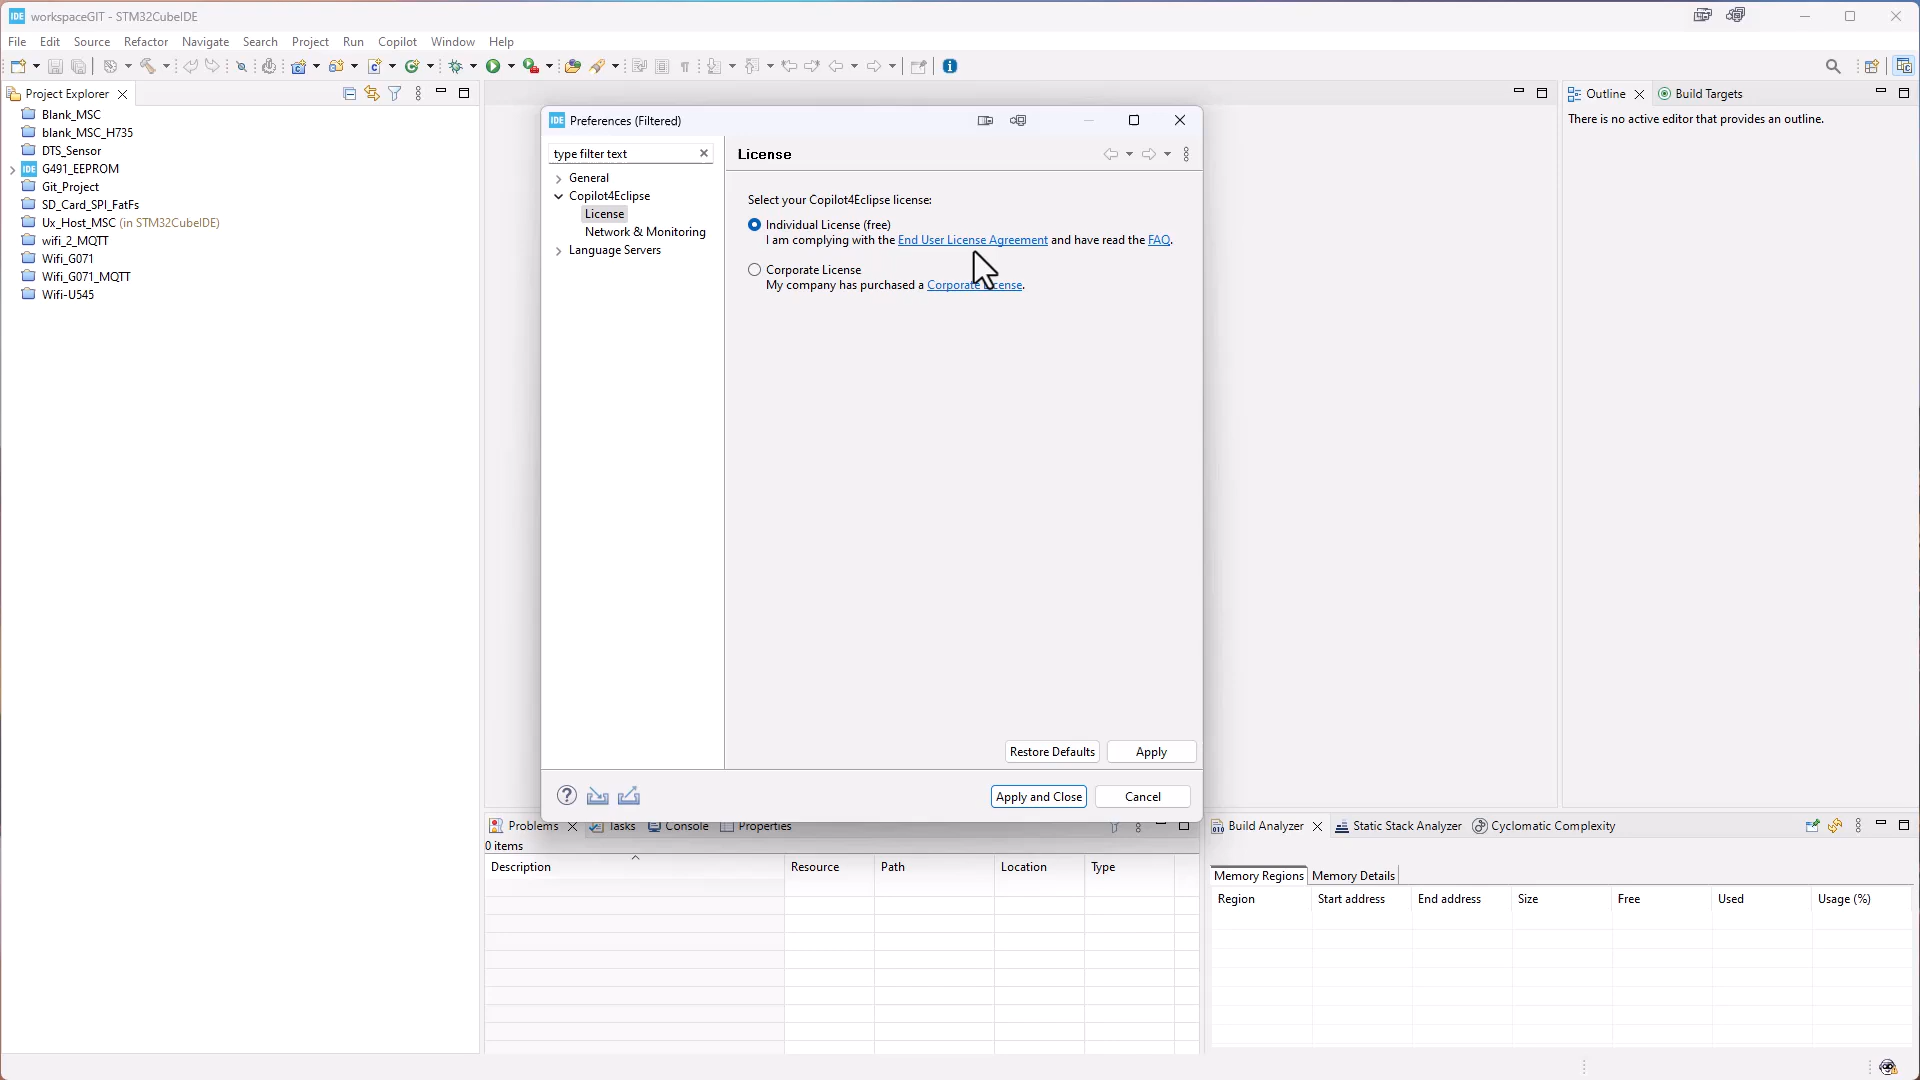 IDE workspaceGIT - STM32CubeIDE
File Edit Source Refactor Navigate Search Project Run Copilot Window Help
Project Explorer
Outline
Build Targets
Blank_MSC
blank_MSC_H735
DTS_Sensor
IDE G491_EEPROM
Git_Project
SD_Card_SPI_FatFs
Ux_Host_MSC (in STM32CubeIDE)
wifi_2_MQTT
Wifi_G071
Wifi_G071_MQTT
Wifi-U545
There is no active editor that provides an outline.
IDE Preferences (Filtered)
type filter text
General
Copilot4Eclipse
License
Network & Monitoring
Language Servers
License
Select your Copilot4Eclipse license:
Individual License (free)
I am complying with the End User License Agreement and have read the FAQ.
Corporate License
My company has purchased a Corporate License.
Restore Defaults Apply
Apply and Close Cancel
Problems Tasks Console Properties
0 items
Description Resource Path Location Type
Build Analyzer Static Stack Analyzer Cyclomatic Complexity
Memory Regions Memory Details
Region Start address End address Size Free Used Usage (%)